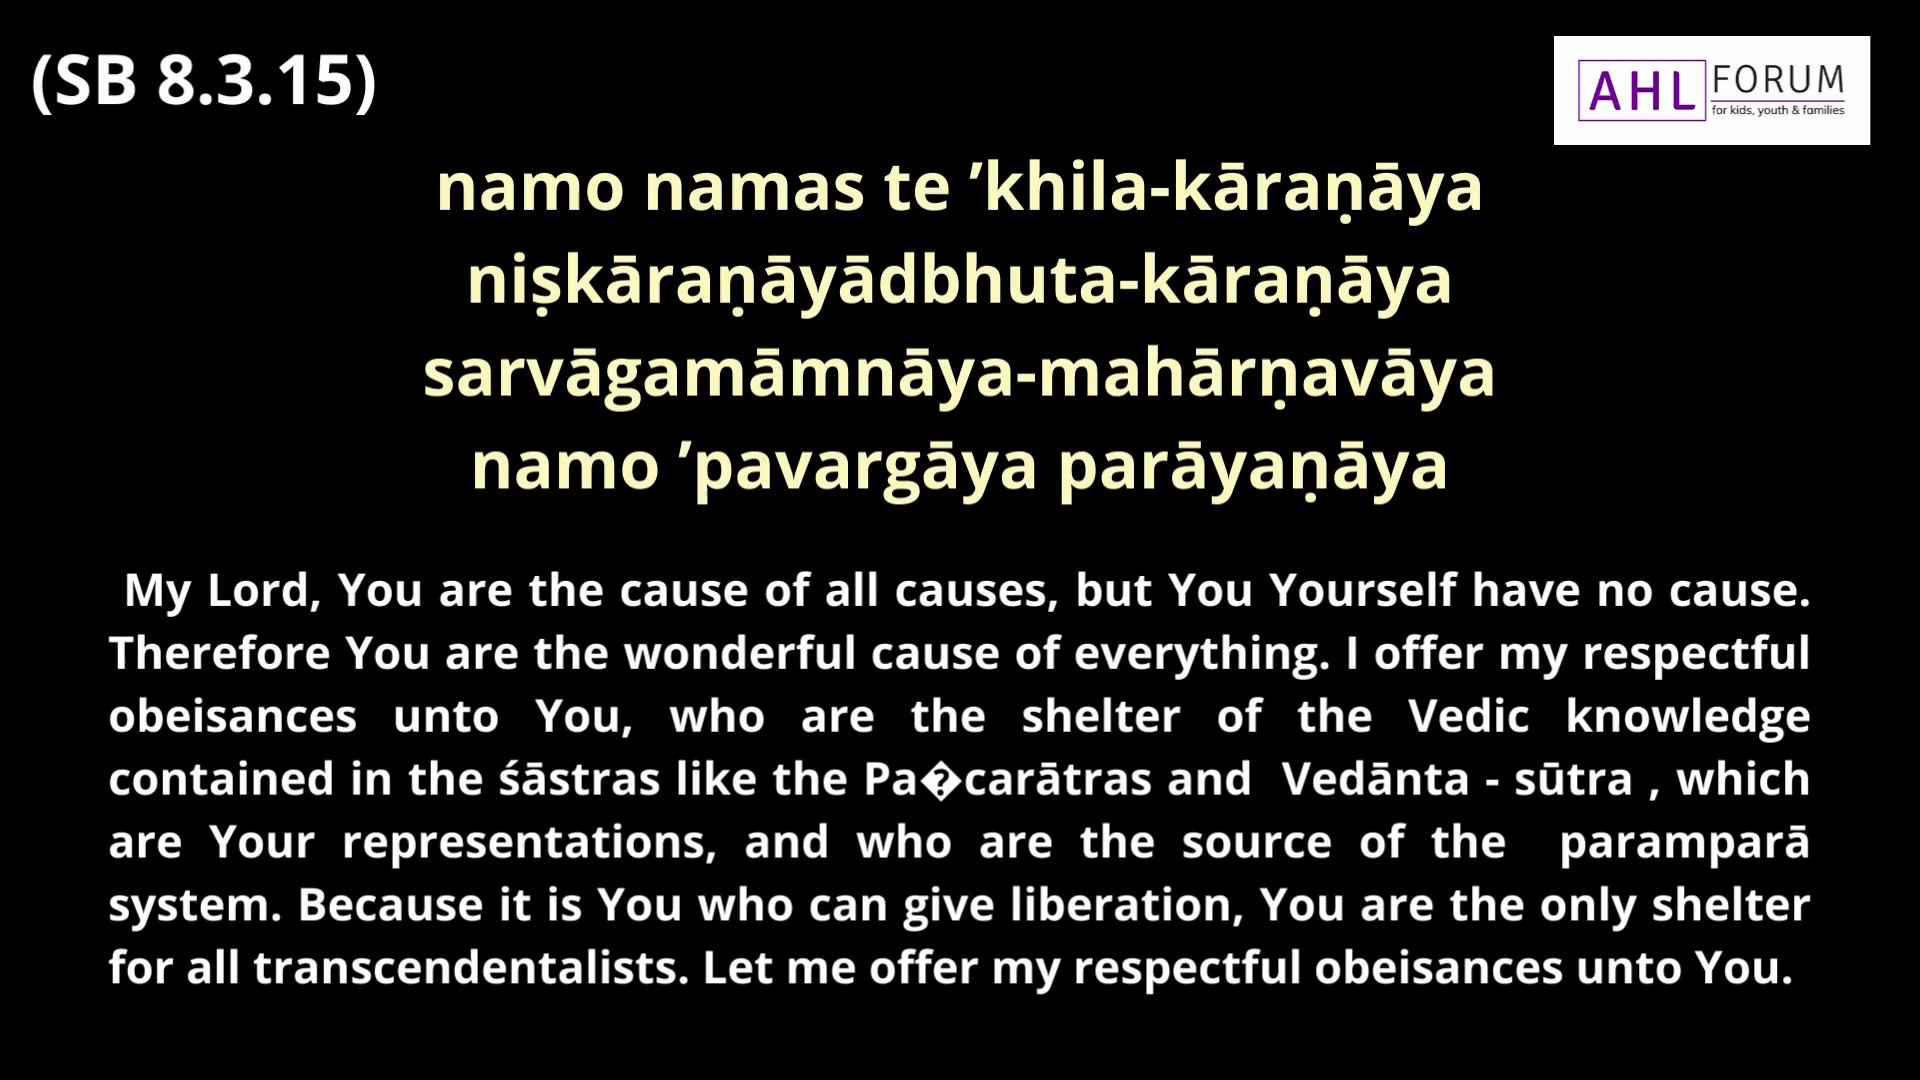 (SB 8.3.15)
AHL FORUM
for kids, youth & families
namo namas te ’khila-kāraṇāya
niṣkāraṇāyādbhuta-kāraṇāya
sarvāgamāmnāya-mahārṇavāya
namo ’pavargāya parāyaṇāya
My Lord, You are the cause of all causes, but You Yourself have no cause.
Therefore You are the wonderful cause of everything. I offer my respectful
obeisances unto You, who are the shelter of the Vedic knowledge
contained in the śāstras like the Pa�carātras and Vedānta - sūtra , which
are Your representations, and who are the source of the paramparā
system. Because it is You who can give liberation, You are the only shelter
for all transcendentalists. Let me offer my respectful obeisances unto You.